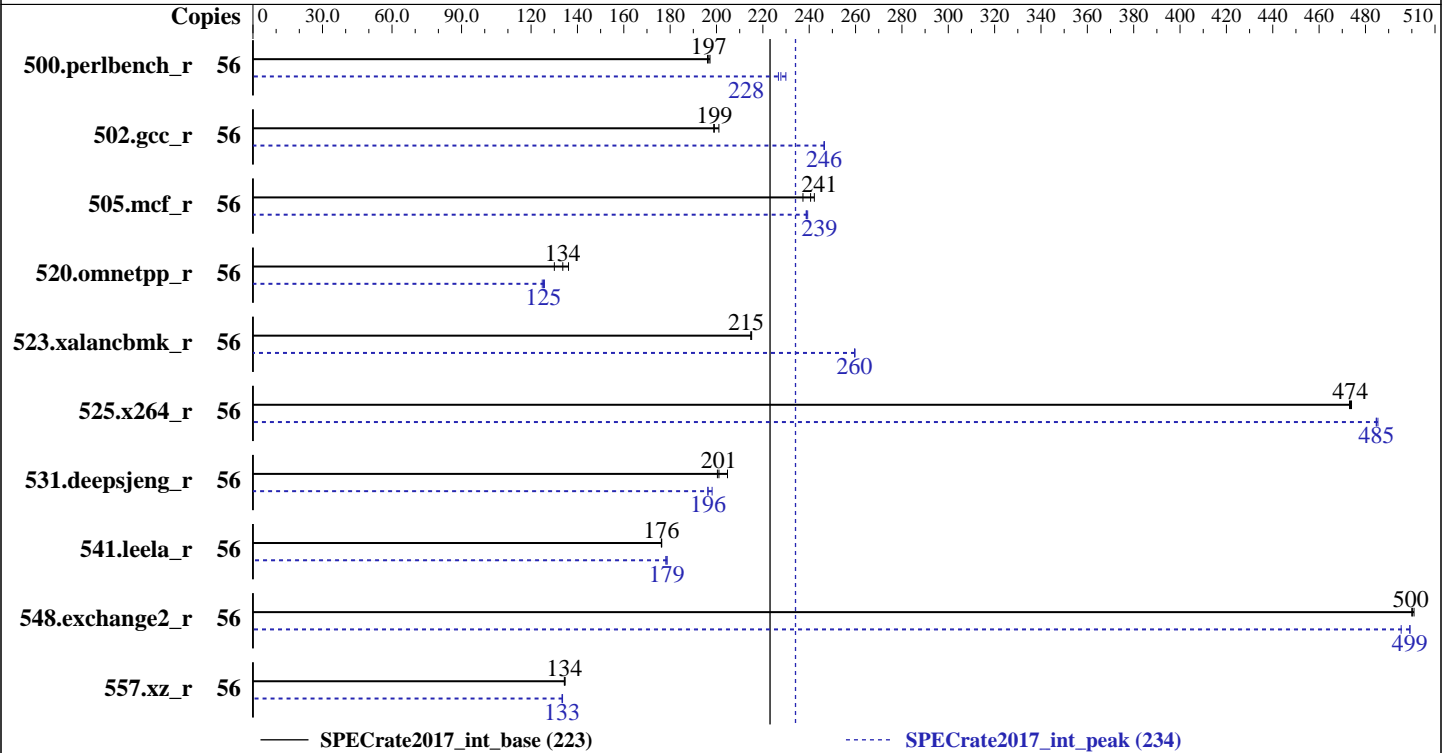 Copies 0 30.0 60.0 90.0 120 140 160 180 200 220 240 260 280 300 320 340 360 380 400 420 440 460 480 510
197
500.perlbench_r 56
228
199
502.gcc_r 56
246
241
505.mcf_r 56
239
134
520.omnetpp_r 56
125
215
523.xalancbmk_r 56
260
474
525.x264_r 56
485
201
531.deepsjeng_r 56
196
176
541.leela_r 56
179
500
548.exchange2_r 56
499
134
557.xz_r 56
133
SPECrate2017_int_base (223) SPECrate2017_int_peak (234)